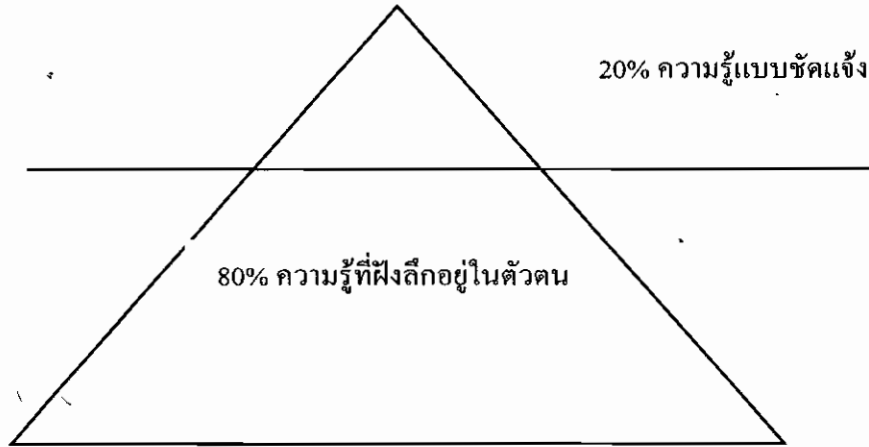 20% ความรู้แบบชัดแจ้ง
80% ความรู้ที่ฝังลึกอยู่ในตัวตน